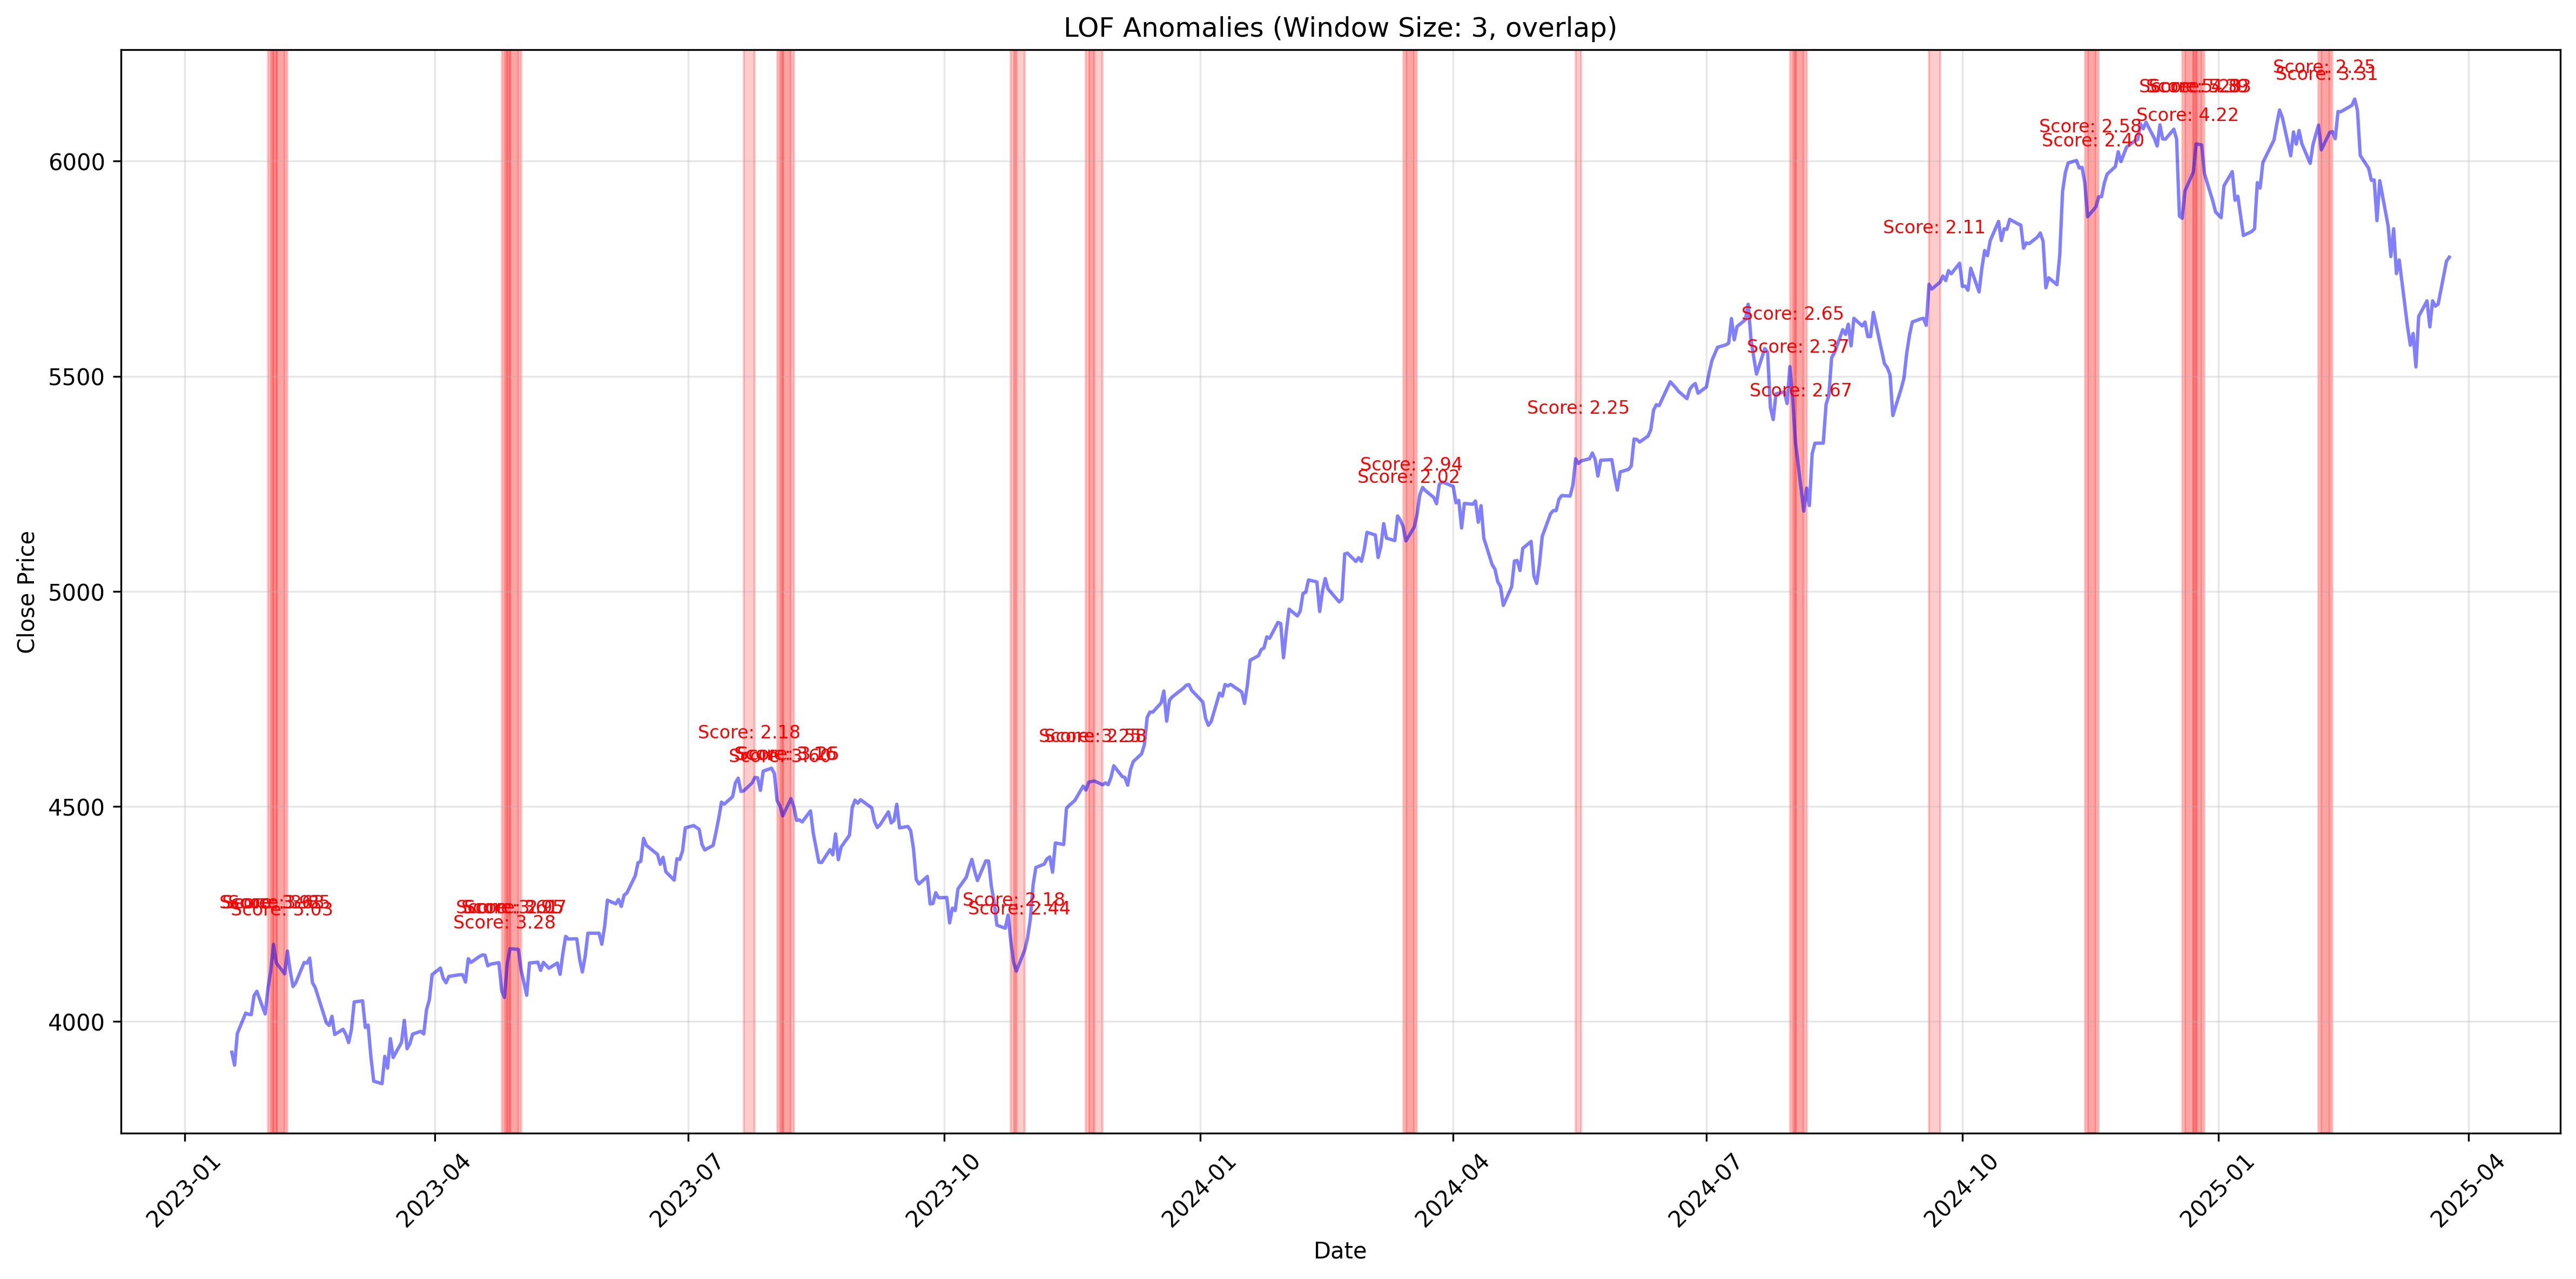 LOF Anomalies (Window Size: 3, overlap)
Score: 2.25
Score: 3.31
Score: 4.22
Score: 2.58
Score: 2.40
6000
Score: 2.11
Score: 2.65
Score: 2.37
5500
Score: 2.67
Score: 2.25
Score: 2.94
Score: 2.02
5000
Score: 2.18
4500
Score: 2.18
Score: 2.44
Score: 3.28
4000
Close Price
2023-01
2023-04
2023-07
2023-10
2024-01
2024-04
2024-07
2024-10
2025-01
2025-04
Date